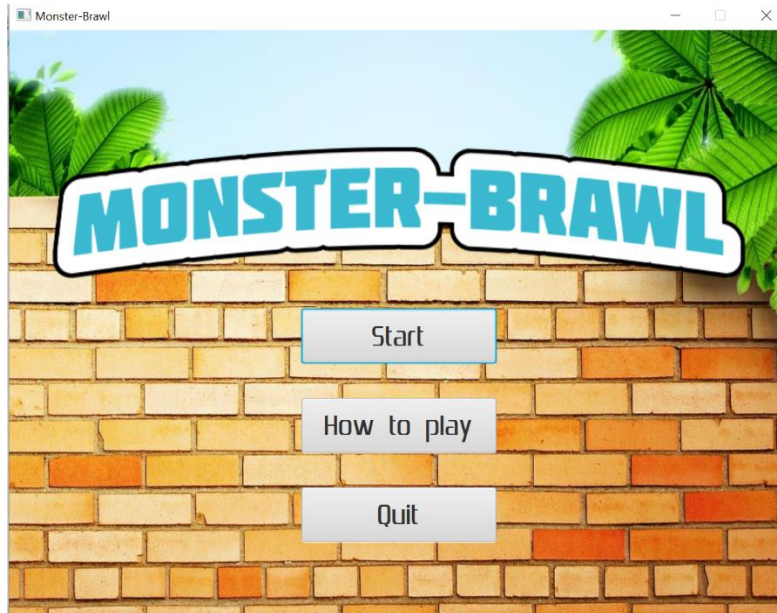 Monster-Brawl
MONSTER-BRAWL
Start
How to play
Quit